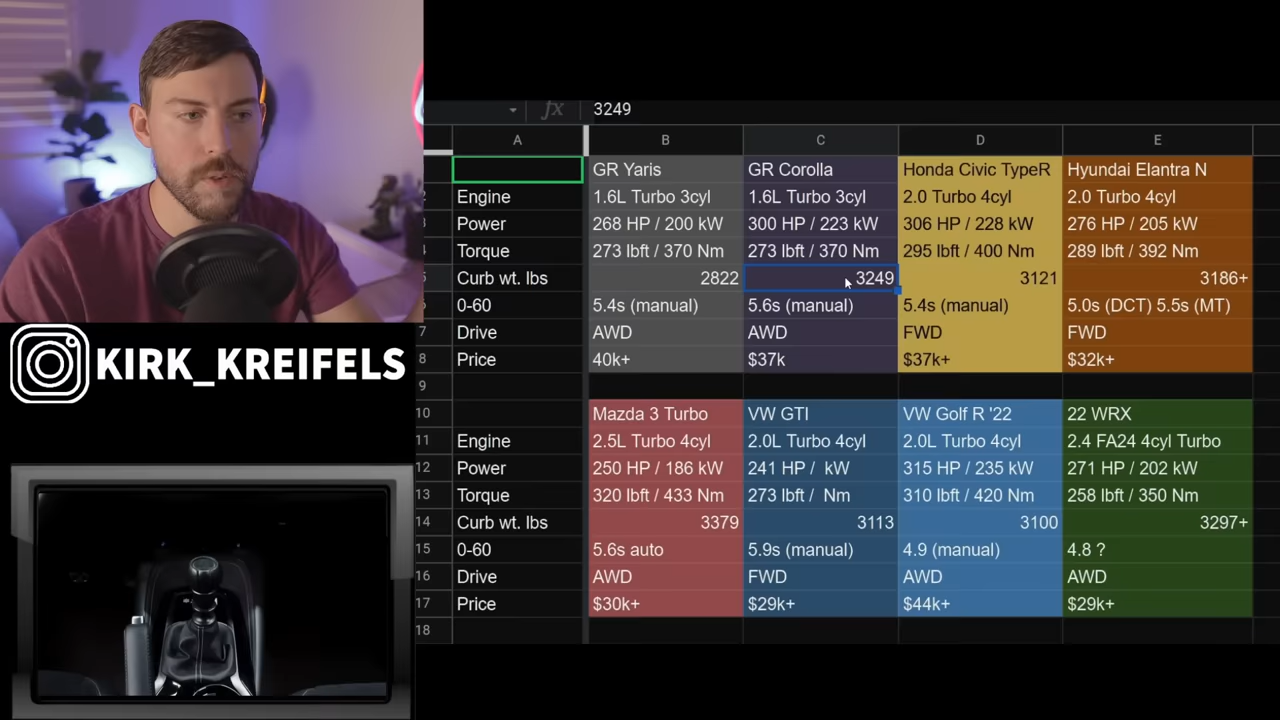 fx 3249
A B C D E
GR Yaris GR Corolla Honda Civic TypeR Hyundai Elantra N
2 Engine 1.6L Turbo 3cyl 1.6L Turbo 3cyl 2.0 Turbo 4cyl 2.0 Turbo 4cyl
3 Power 268 HP / 200 kW 300 HP / 223 kW 306 HP / 228 kW 276 HP / 205 kW
4 Torque 273 lbft / 370 Nm 273 lbft / 370 Nm 295 lbft / 400 Nm 289 lbft / 392 Nm
5 Curb wt. lbs 2822 3249 3121 3186+
6 0-60 5.4s (manual) 5.6s (manual) 5.4s (manual) 5.0s (DCT) 5.5s (MT)
7 Drive AWD AWD FWD FWD
8 Price 40k+ $37k $37k+ $32k+
9
10 Mazda 3 Turbo VW GTI VW Golf R '22 22 WRX
11 Engine 2.5L Turbo 4cyl 2.0L Turbo 4cyl 2.0L Turbo 4cyl 2.4 FA24 4cyl Turbo
12 Power 250 HP / 186 kW 241 HP / kW 315 HP / 235 kW 271 HP / 202 kW
13 Torque 320 lbft / 433 Nm 273 lbft / Nm 310 lbft / 420 Nm 258 lbft / 350 Nm
14 Curb wt. lbs 3379 3113 3100 3297+
15 0-60 5.6s auto 5.9s (manual) 4.9 (manual) 4.8 ?
16 Drive AWD FWD AWD AWD
17 Price $30k+ $29k+ $44k+ $29k+
18
KIRK_KREIFELS